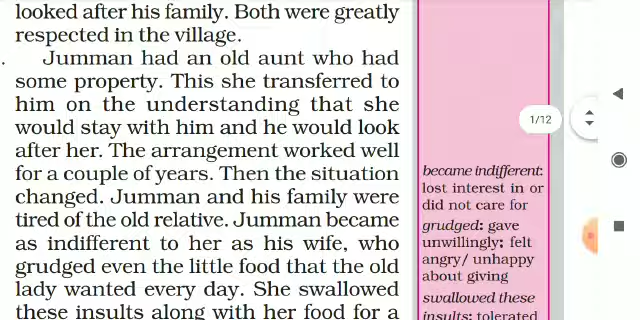 looked after his family. Both were greatly
respected in the village.
Jumman had an old aunt who had
some property. This she transferred to
him on the understanding that she
would stay with him and he would look
after her. The arrangement worked well
for a couple of years. Then the situation
changed. Jumman and his family were
tired of the old relative. Jumman became
as indifferent to her as his wife, who
grudged even the little food that the old
lady wanted every day. She swallowed
these insults along with her food for a
1/12
became indifferent:
lost interest in or
did not care for
grudged: gave
unwillingly; felt
angry/ unhappy
about giving
swallowed these
insults: tolerated